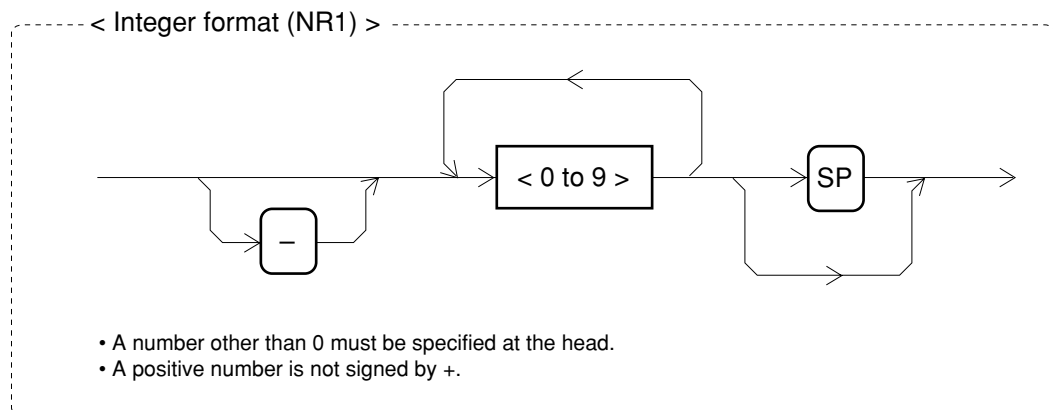 < Integer format (NR1) >
< 0 to 9 >
SP
–
• A number other than 0 must be specified at the head.
• A positive number is not signed by +.